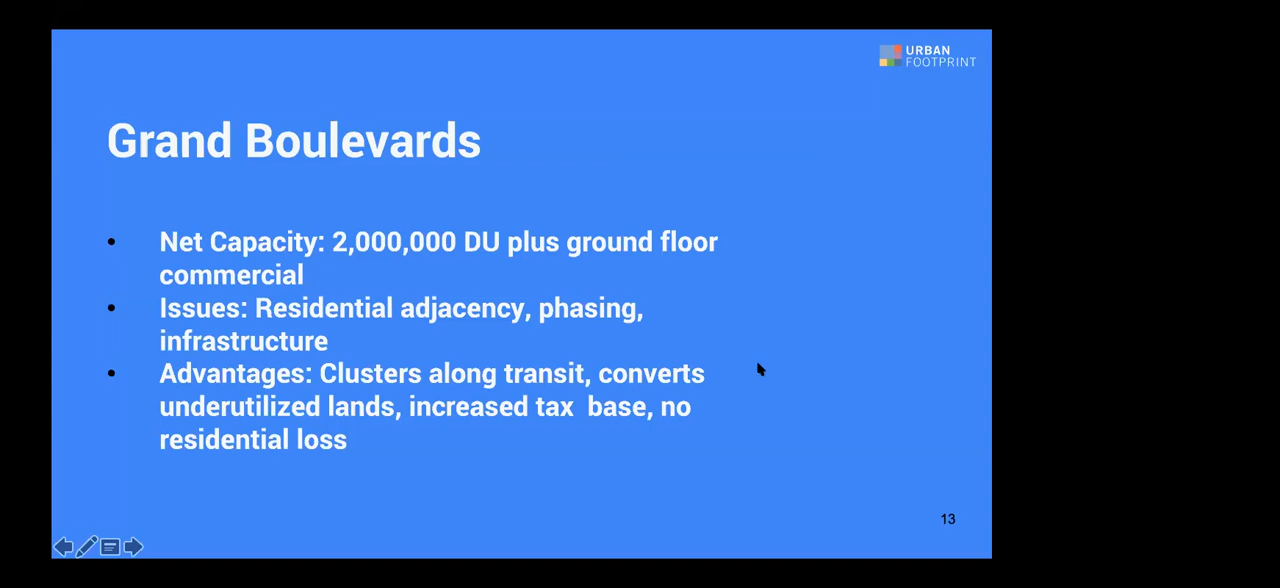 URBAN
FOOTPRINT
Grand Boulevards
• Net Capacity: 2,000,000 DU plus ground floor
commercial
• Issues: Residential adjacency, phasing,
infrastructure
• Advantages: Clusters along transit, converts
underutilized lands, increased tax  base, no
residential loss
13